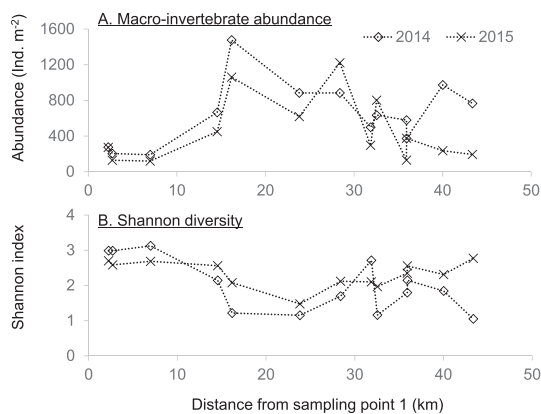 A. Macro-invertebrate abundance
2014 2015
Abundance (Ind. m⁻²)
1600
1200
800
400
0
0 10 20 30 40 50
B. Shannon diversity
Shannon index
4
3
2
1
0
0 10 20 30 40 50
Distance from sampling point 1 (km)